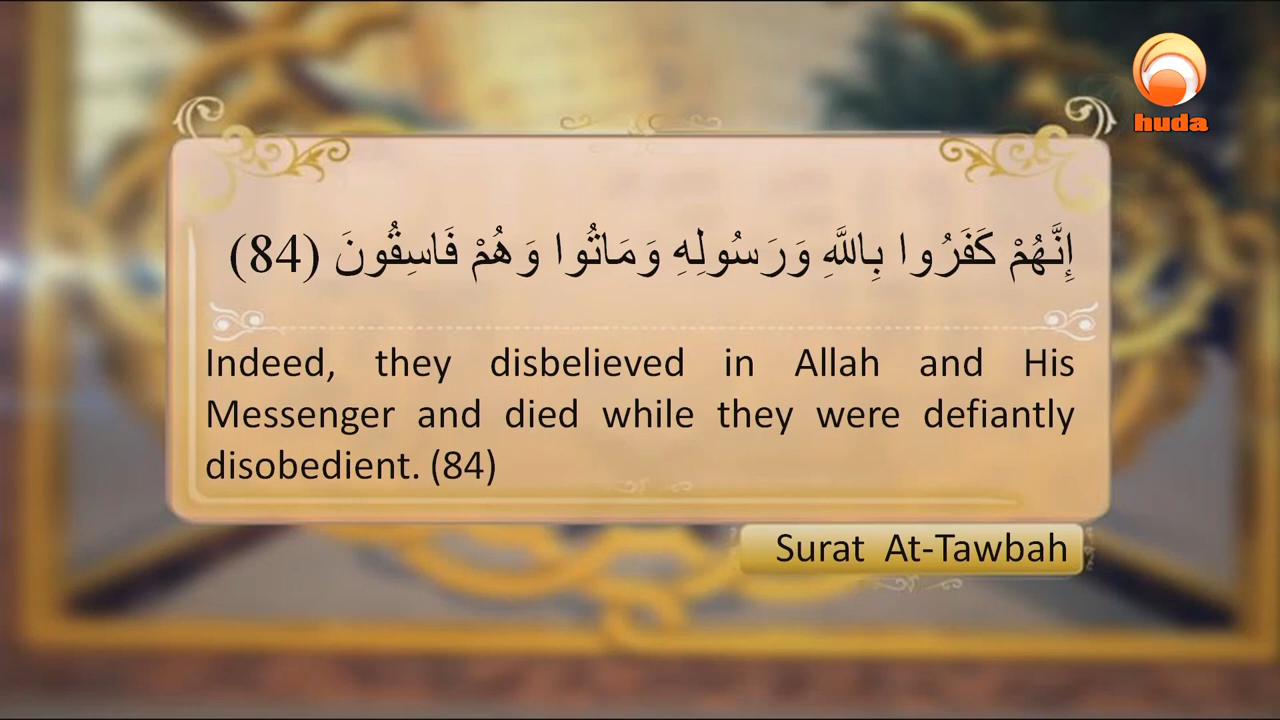 huda
إِنَّهُمْ كَفَرُوا بِاللَّهِ وَرَسُولِهِ وَمَاتُوا وَهُمْ فَاسِقُونَ (84)
Indeed, they disbelieved in Allah and His
Messenger and died while they were defiantly
disobedient. (84)
Surat At-Tawbah